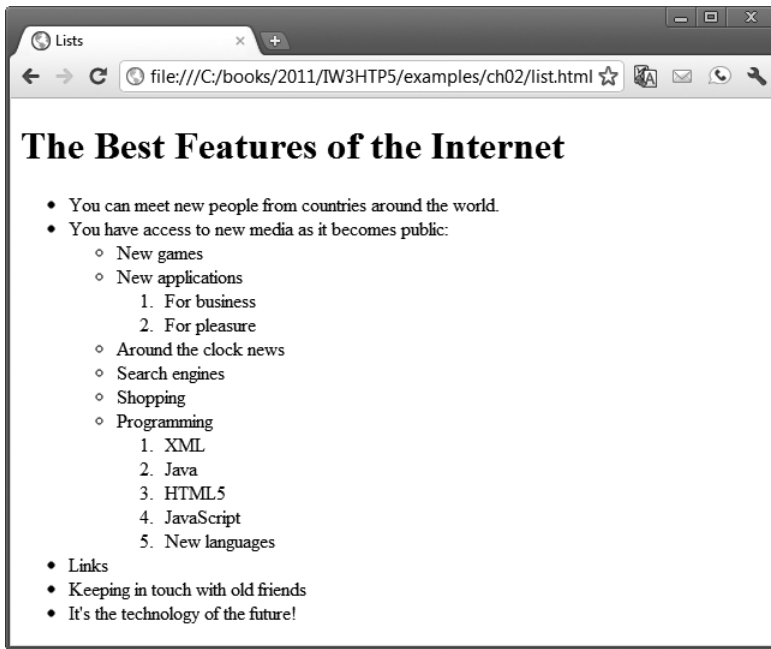 Lists
file:///C:/books/2011/IW3HTP5/examples/ch02/list.html
The Best Features of the Internet
• You can meet new people from countries around the world.
• You have access to new media as it becomes public:
◦ New games
◦ New applications
1. For business
2. For pleasure
◦ Around the clock news
◦ Search engines
◦ Shopping
◦ Programming
1. XML
2. Java
3. HTML5
4. JavaScript
5. New languages
• Links
• Keeping in touch with old friends
• It's the technology of the future!